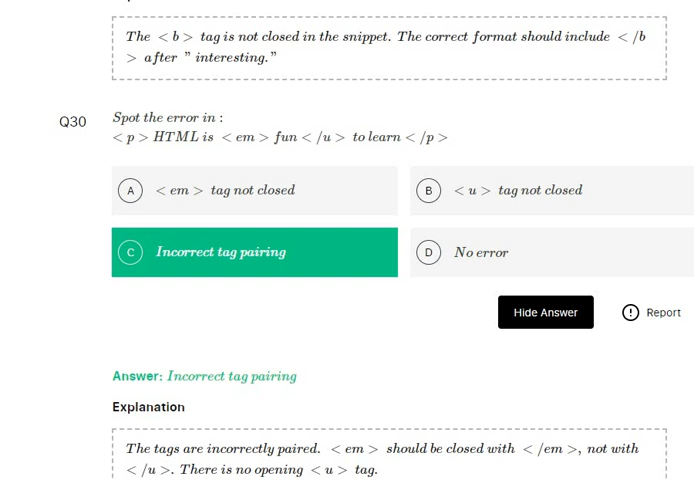 The < b > tag is not closed in the snippet. The correct format should include < /b
> after ” interesting.”
Q30
Spot the error in :
< p > HTML is < em > fun < /u > to learn < /p >
A < em > tag not closed
B < u > tag not closed
C Incorrect tag pairing
D No error
Hide Answer
! Report
Answer: Incorrect tag pairing
Explanation
The tags are incorrectly paired. < em > should be closed with < /em >, not with
< /u >. There is no opening < u > tag.